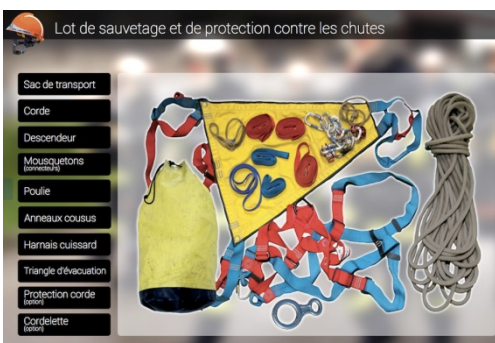 Lot de sauvetage et de protection contre les chutes
Sac de transport
Corde
Descendeur
Mousquetons
(connecteurs)
Poulie
Anneaux cousus
Harnais cuissard
Triangle d'évacuation
Protection corde
(option)
Cordelette
(option)